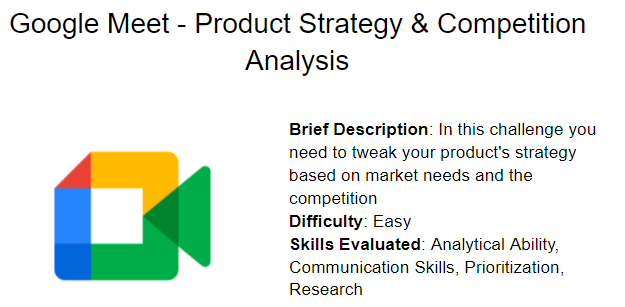 Google Meet - Product Strategy & Competition
Analysis
Brief Description: In this challenge you
need to tweak your product's strategy
based on market needs and the
competition
Difficulty: Easy
Skills Evaluated: Analytical Ability,
Communication Skills, Prioritization,
Research